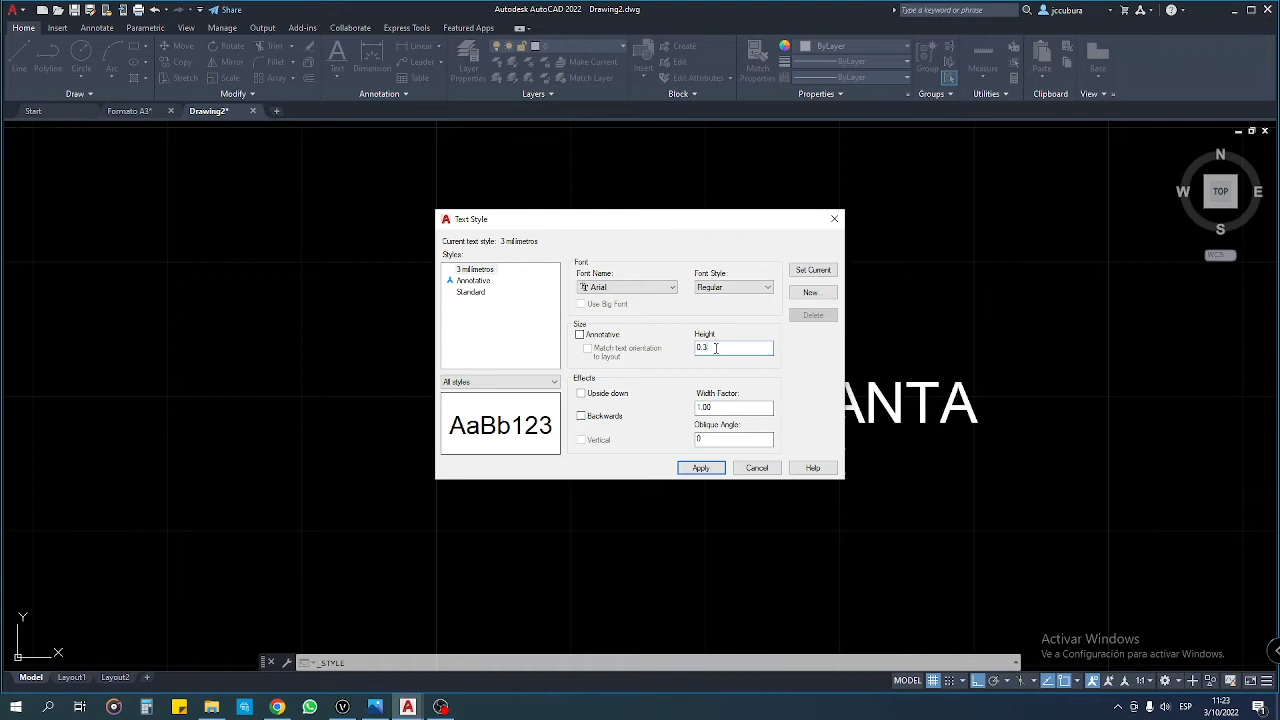 Share
Autodesk AutoCAD 2022 Drawing2.dwg
Type a keyword or phrase
jccubura
Home Insert Annotate Parametric View Manage Output Add-ins Collaborate Express Tools Featured Apps
Line Polyline Circle Arc
Move Rotate Trim
Copy Mirror Fillet
Stretch Scale Array
Text Dimension
Linear
Leader
Table
Layer Properties
0
Make Current
Match Layer
Insert
Create
Edit
Edit Attributes
Match Properties
ByLayer
ByLayer
ByLayer
Group
Measure
Paste
Base
Draw Modify Annotation Layers Block Properties Groups Utilities Clipboard View
Start Formato A3* Drawing2*
N
W TOP E
S
WCS
Text Style
Current text style: 3 milimetros
Styles:
3 milimetros
Annotative
Standard
All styles
AaBb123
Font
Font Name:
Arial
Font Style:
Regular
Use Big Font
Size
Annotative
Match text orientation
to layout
Height
0.3
Effects
Upside down
Backwards
Vertical
Width Factor:
1.00
Oblique Angle:
0
Set Current
New...
Delete
Apply Cancel Help
ANTA
Y
X
_STYLE
Activar Windows
Ve a Configuración para activar Windows.
Model Layout1 Layout2
MODEL
1:1
ESP
11:23
3/10/2022